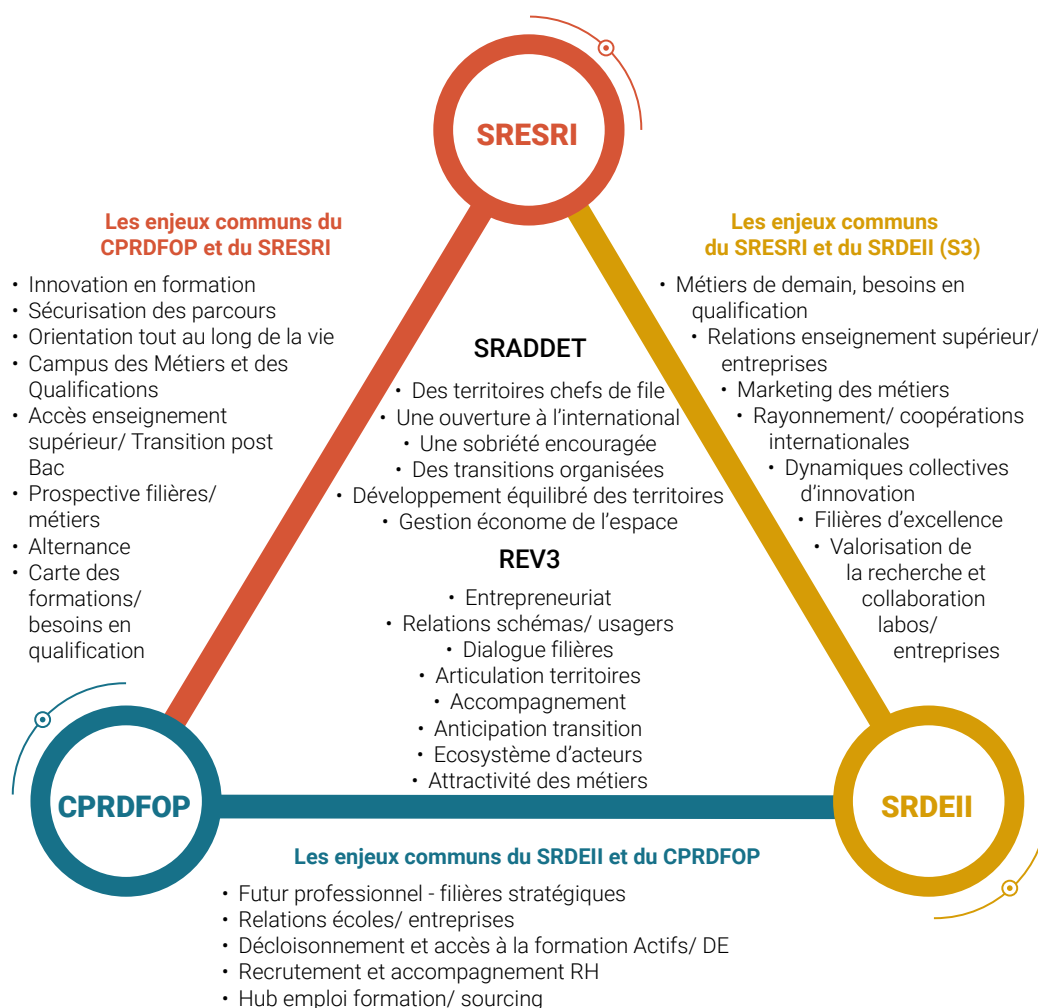 SRESRI
Les enjeux communs du
CPRDFOP et du SRESRI
• Innovation en formation
• Sécurisation des parcours
• Orientation tout au long de la vie
• Campus des Métiers et des
Qualifications
• Accès enseignement
supérieur/ Transition post
Bac
• Prospective filières/
métiers
• Alternance
• Carte des
formations/
besoins en
qualification
Les enjeux communs
du SRESRI et du SRDEII (S3)
• Métiers de demain, besoins en
qualification
• Relations enseignement supérieur/
entreprises
• Marketing des métiers
• Rayonnement/ coopérations
internationales
• Dynamiques collectives
d’innovation
• Filières d’excellence
• Valorisation de
la recherche et
collaboration
labos/
entreprises
SRADDET
• Des territoires chefs de file
• Une ouverture à l’international
• Une sobriété encouragée
• Des transitions organisées
• Développement équilibré des territoires
• Gestion économe de l’espace
REV3
• Entrepreneuriat
• Relations schémas/ usagers
• Dialogue filières
• Articulation territoires
• Accompagnement
• Anticipation transition
• Ecosystème d’acteurs
• Attractivité des métiers
CPRDFOP
SRDEII
Les enjeux communs du SRDEII et du CPRDFOP
• Futur professionnel - filières stratégiques
• Relations écoles/ entreprises
• Décloisonnement et accès à la formation Actifs/ DE
• Recrutement et accompagnement RH
• Hub emploi formation/ sourcing